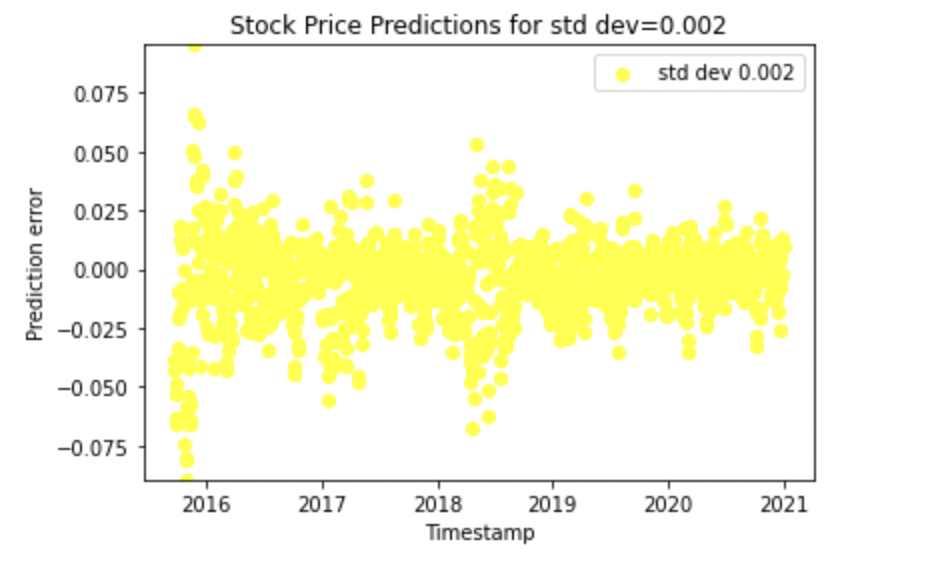 Stock Price Predictions for std dev=0.002
std dev 0.002
0.075
0.050
0.025
0.000
−0.025
−0.050
−0.075
Prediction error
2016 2017 2018 2019 2020 2021
Timestamp